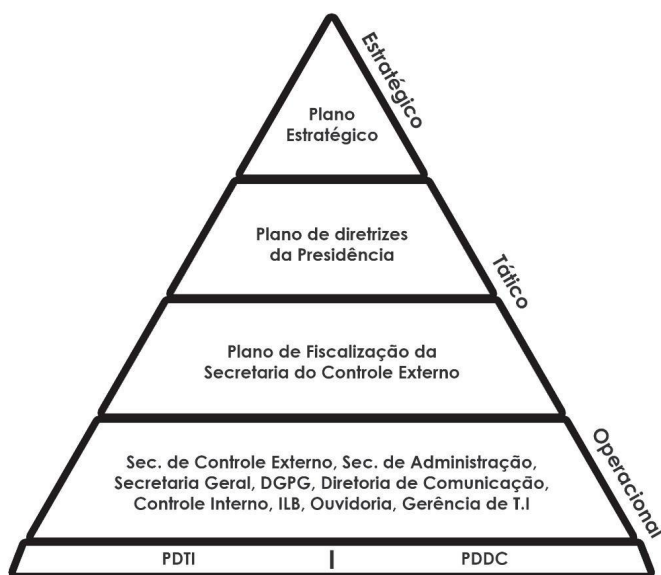 Plano
Estratégico
Estratégico
Plano de diretrizes
da Presidência
Tático
Plano de Fiscalização da
Secretaria do Controle Externo
Sec. de Controle Externo, Sec. de Administração,
Secretaria Geral, DGPG, Diretoria de Comunicação,
Controle Interno, ILB, Ouvidoria, Gerência de T.I
Operacional
PDTI | PDDC